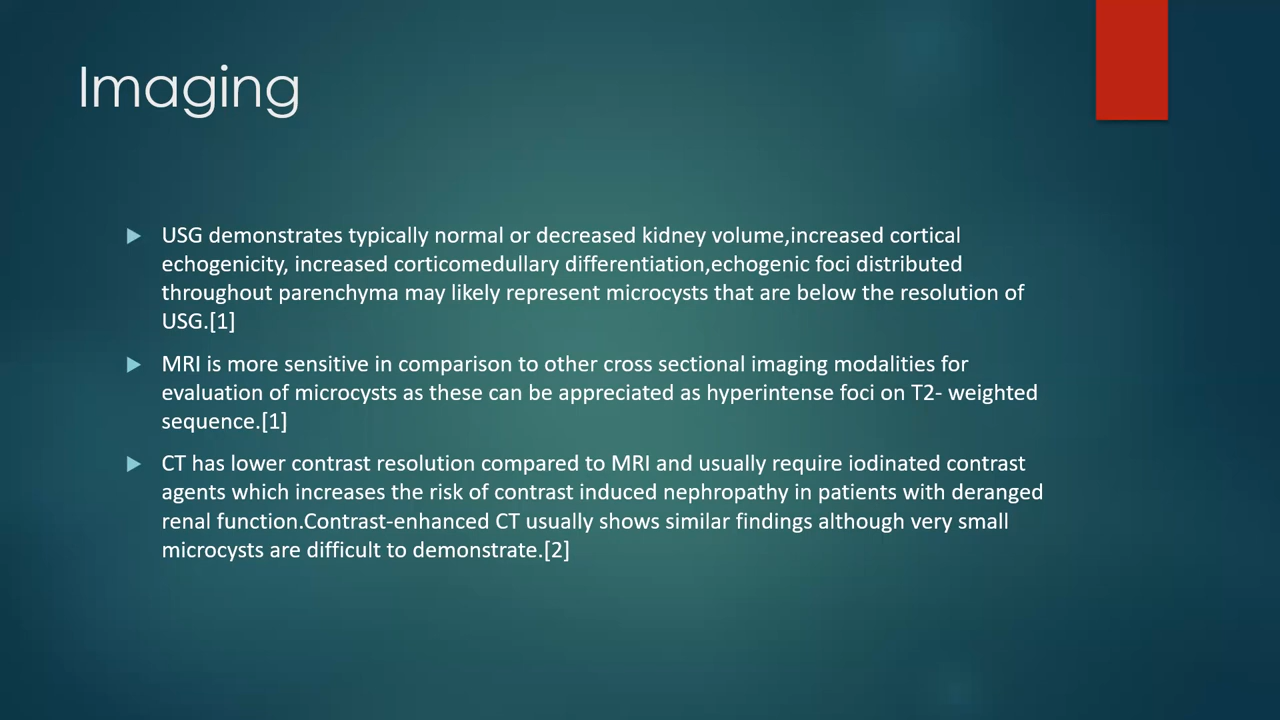 Imaging
USG demonstrates typically normal or decreased kidney volume,increased cortical
echogenicity, increased corticomedullary differentiation,echogenic foci distributed
throughout parenchyma may likely represent microcysts that are below the resolution of
USG.[1]
MRI is more sensitive in comparison to other cross sectional imaging modalities for
evaluation of microcysts as these can be appreciated as hyperintense foci on T2- weighted
sequence.[1]
CT has lower contrast resolution compared to MRI and usually require iodinated contrast
agents which increases the risk of contrast induced nephropathy in patients with deranged
renal function.Contrast-enhanced CT usually shows similar findings although very small
microcysts are difficult to demonstrate.[2]